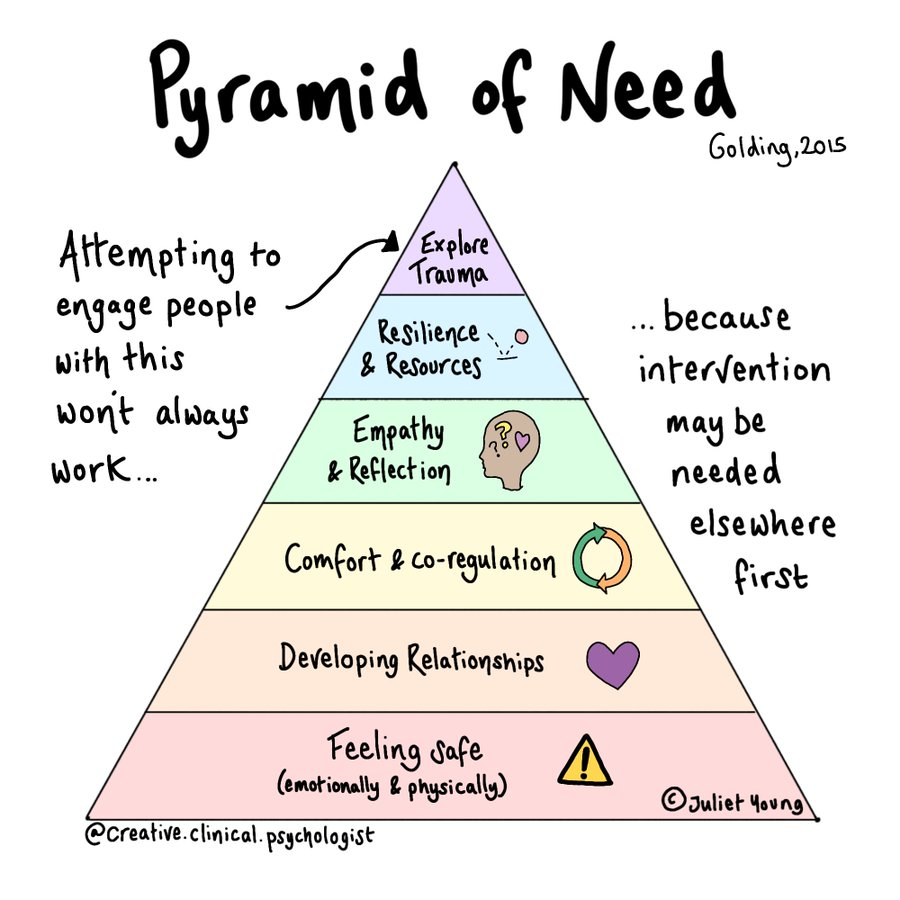 Pyramid of Need
Golding, 2015
Attempting to
engage people
with this
won't always
work...
Explore
Trauma
Resilience
& Resources
Empathy
& Reflection
? ? ?
Comfort & co-regulation
Developing Relationships
Feeling safe
(emotionally & physically)
!
...because
intervention
may be
needed
elsewhere
first
© Juliet Young
@creative.clinical.psychologist